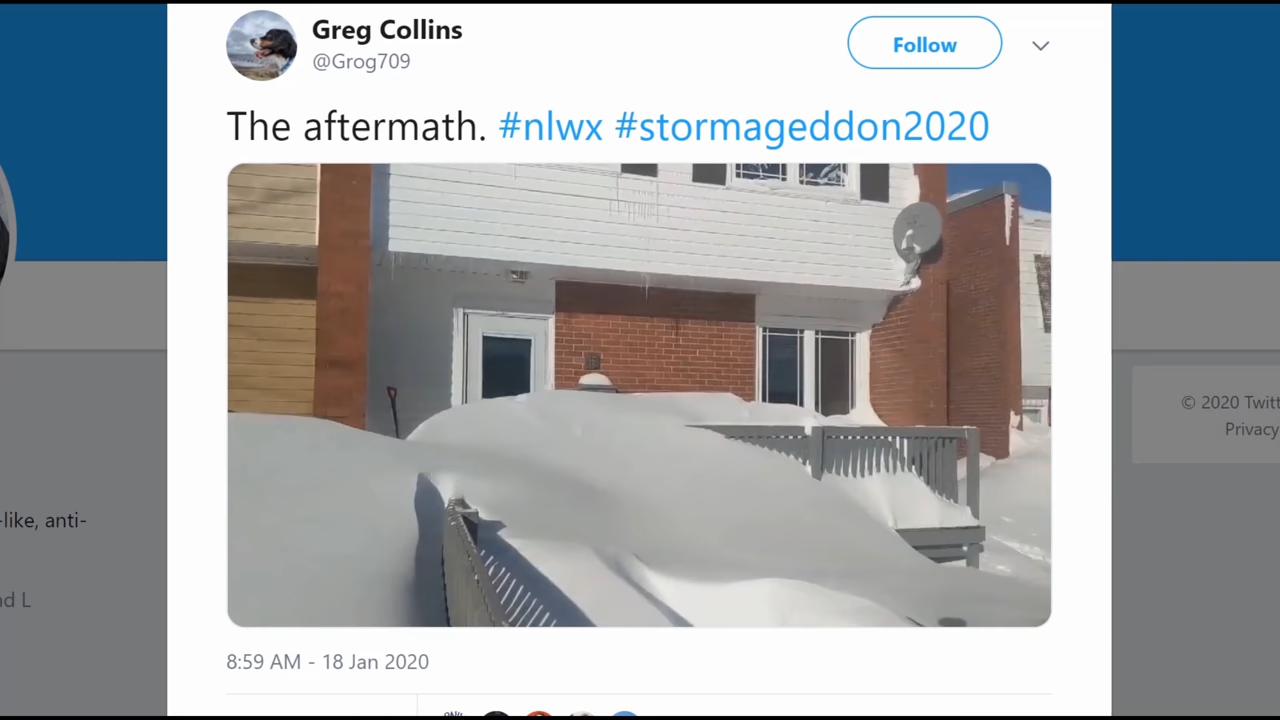 Greg Collins
@Grog709
Follow
The aftermath. #nlwx #stormageddon2020
8:59 AM - 18 Jan 2020
© 2020 Twitt
Privacy
-like, anti-
nd L